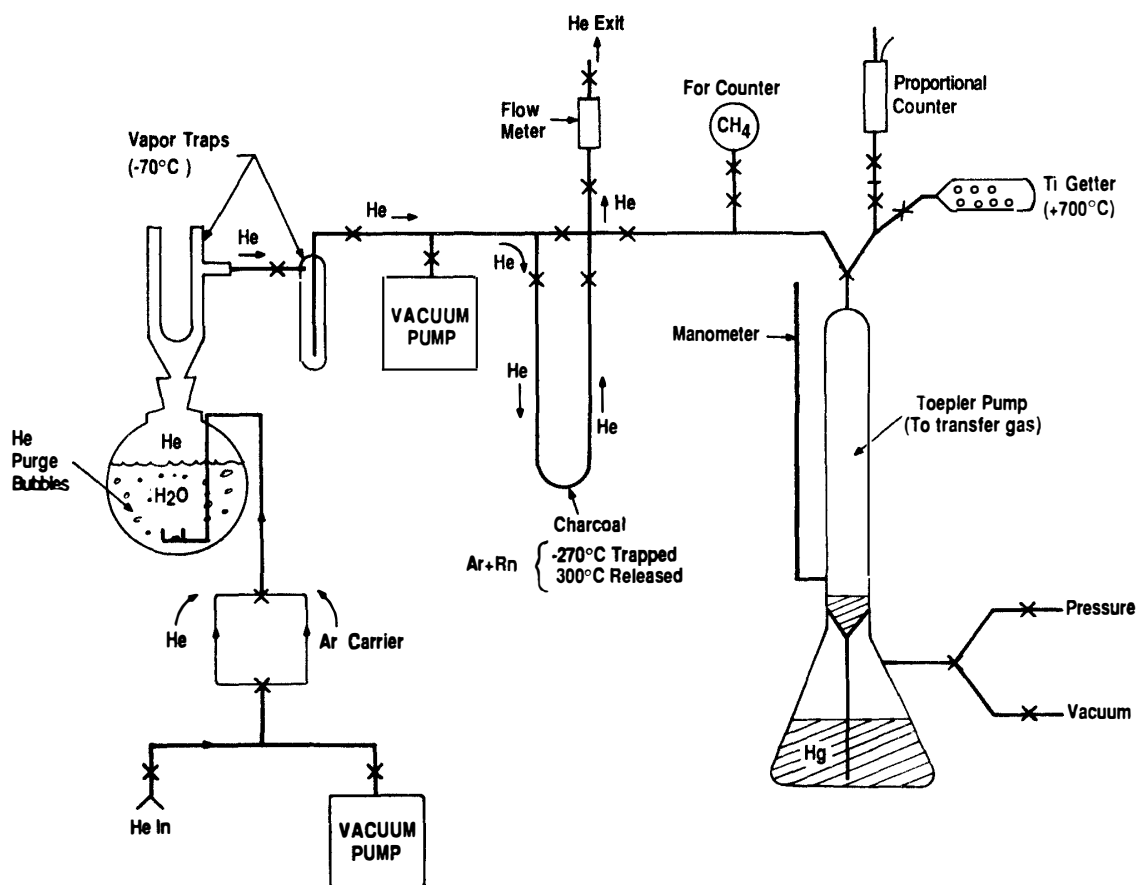 He Exit
For Counter
CH4
Proportional
Counter
Flow
Meter
Vapor Traps
(-70°C )
Ti Getter
(+700°C)
He
He
He
He
VACUUM
PUMP
Manometer
He
He
Toepler Pump
(To transfer gas)
He
Purge
Bubbles
He
H2O
Charcoal
Ar+Rn { -270°C Trapped
300°C Released
He
Ar Carrier
Pressure
Vacuum
Hg
He In
VACUUM
PUMP